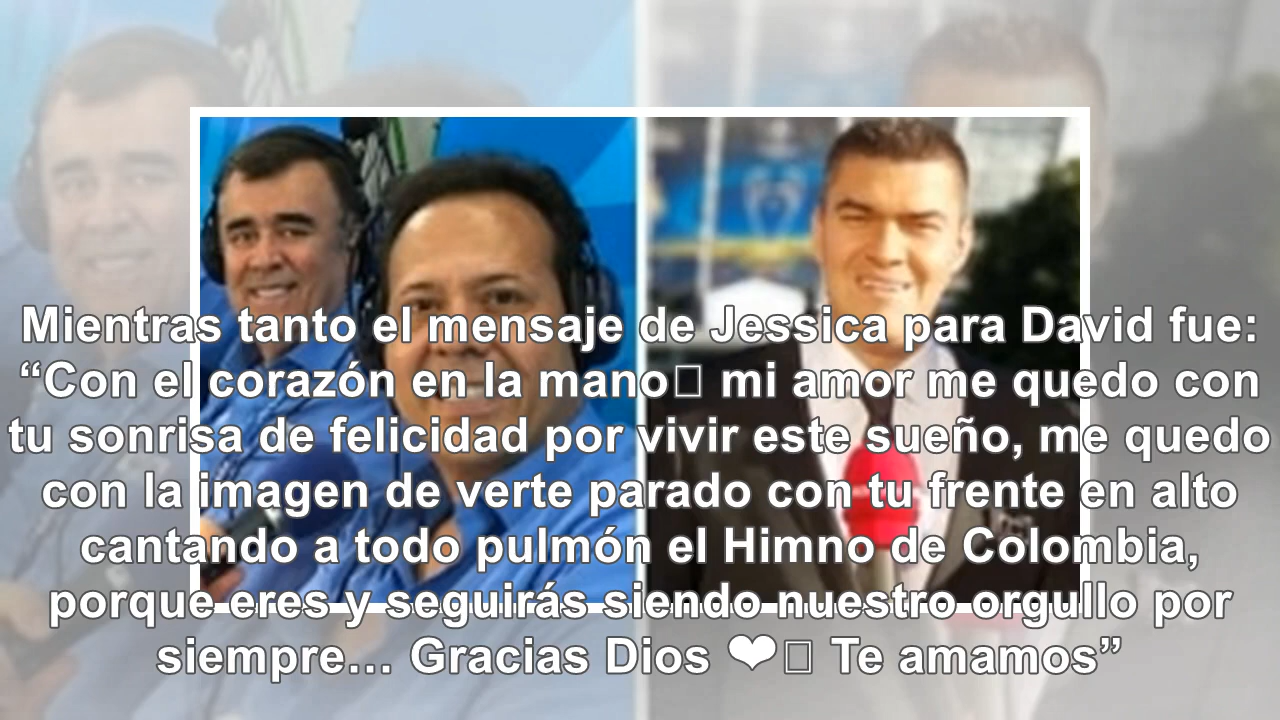 Mientras tanto el mensaje de Jessica para David fue:
“Con el corazón en la mano▯ mi amor me quedo con
tu sonrisa de felicidad por vivir este sueño, me quedo
con la imagen de verte parado con tu frente en alto
cantando a todo pulmón el Himno de Colombia,
porque eres y seguirás siendo nuestro orgullo por
siempre… Gracias Dios ❤▯ Te amamos”